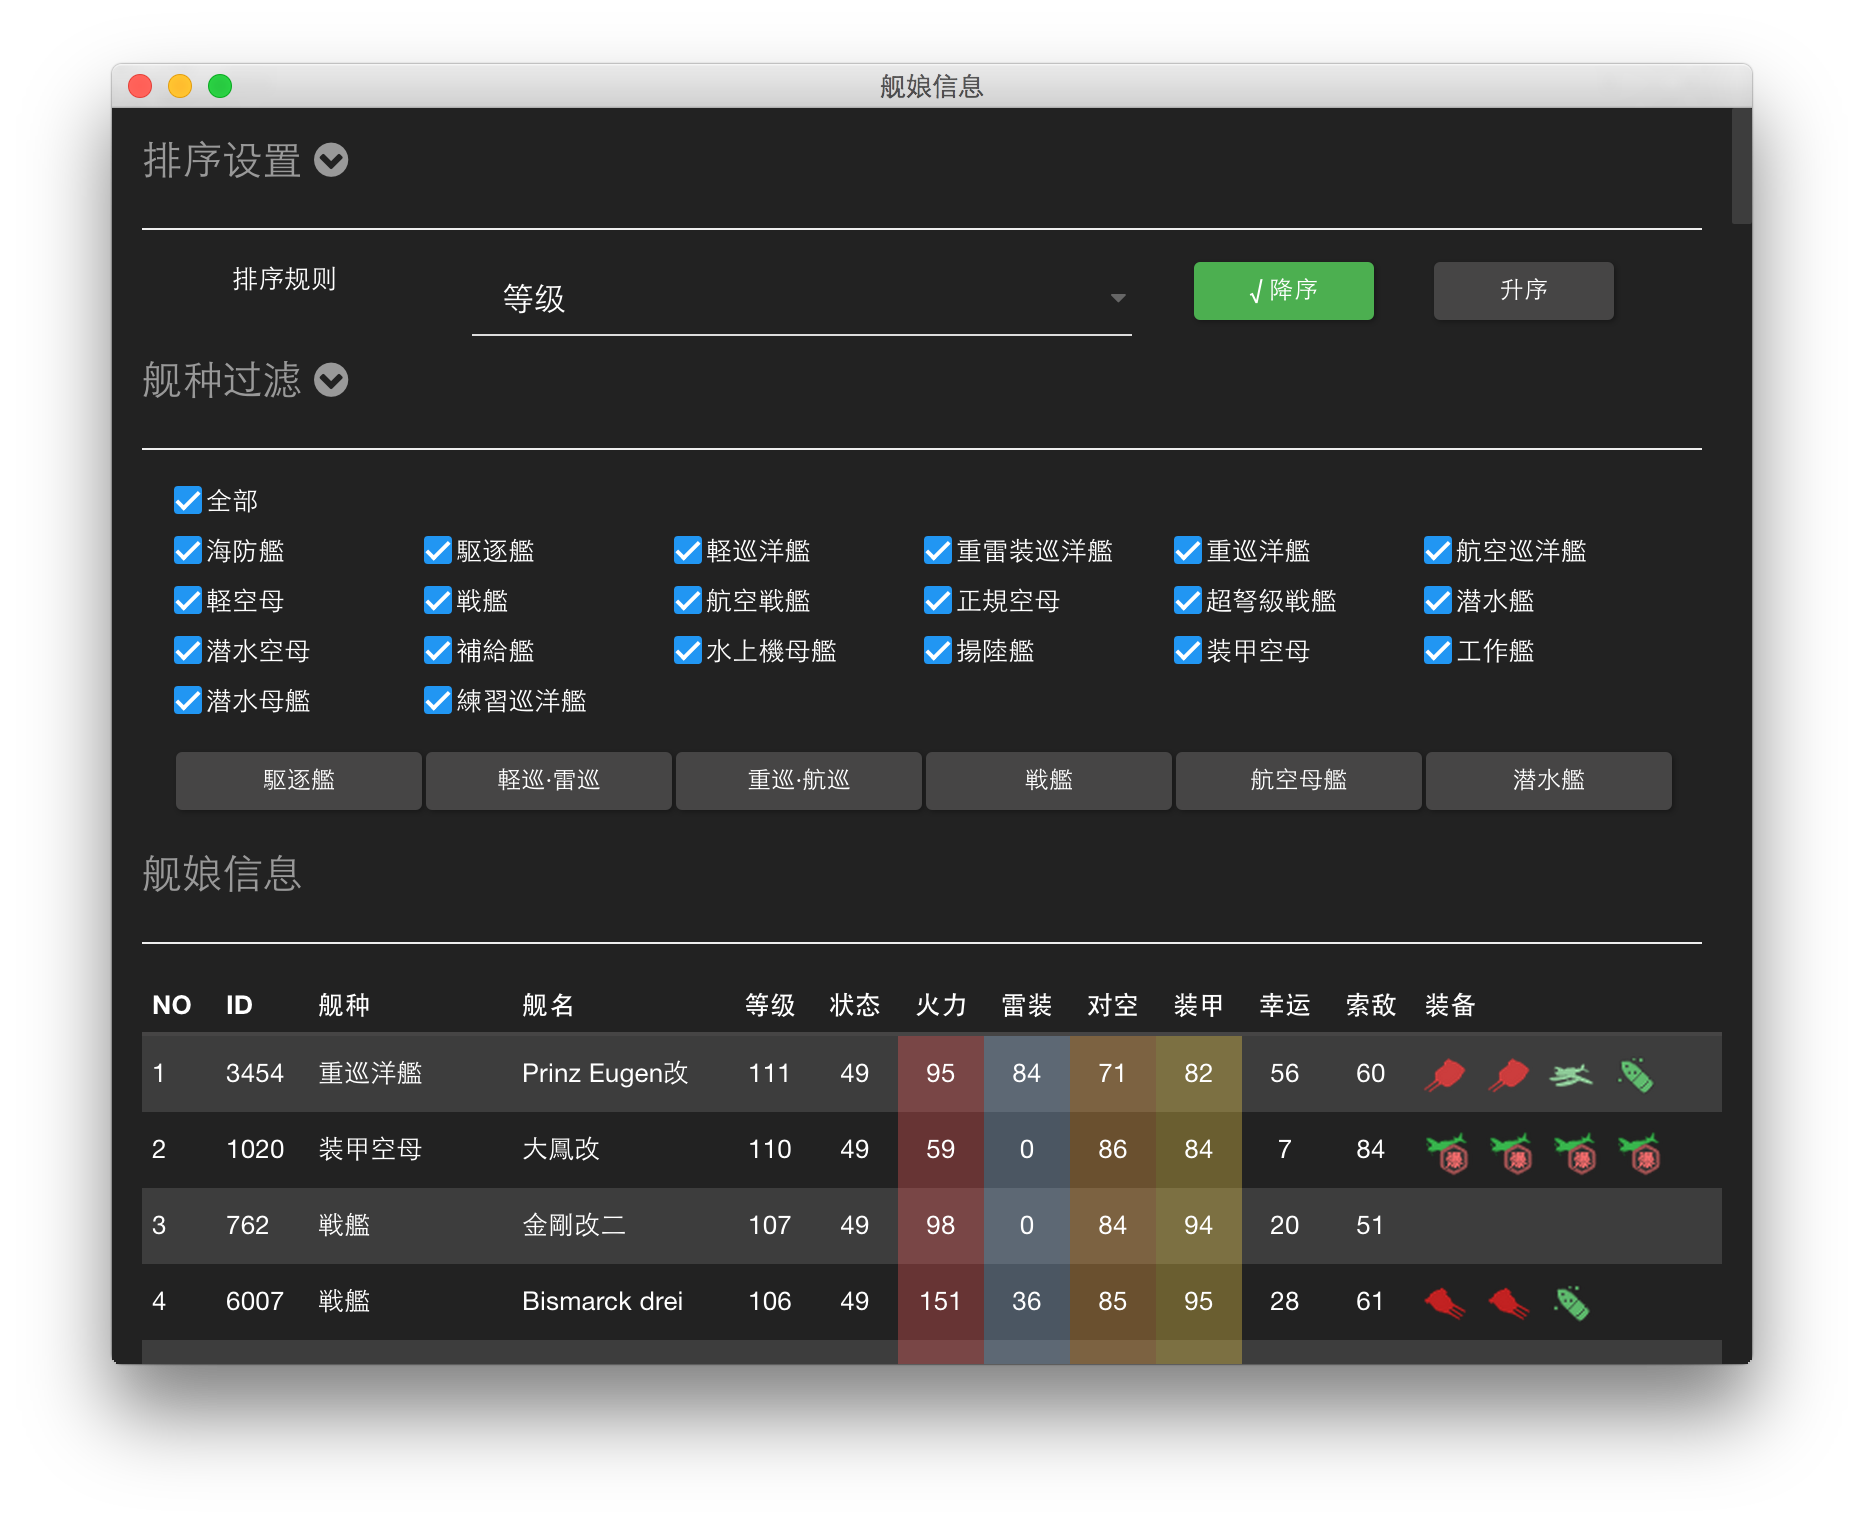 舰娘信息
排序设置
排序规则 等级 √降序 升序
舰种过滤
全部
海防艦 駆逐艦 軽巡洋艦 重雷装巡洋艦 重巡洋艦 航空巡洋艦
軽空母 戦艦 航空戦艦 正規空母 超弩級戦艦 潜水艦
潜水空母 補給艦 水上機母艦 揚陸艦 装甲空母 工作艦
潜水母艦 練習巡洋艦
駆逐艦 軽巡·雷巡 重巡·航巡 戦艦 航空母艦 潜水艦
舰娘信息
NO ID 舰种 舰名 等级 状态 火力 雷装 对空 装甲 幸运 索敌 装备
1 3454 重巡洋艦 Prinz Eugen改 111 49 95 84 71 82 56 60
2 1020 装甲空母 大鳳改 110 49 59 0 86 84 7 84 爆 爆 爆 爆
3 762 戦艦 金剛改二 107 49 98 0 84 94 20 51
4 6007 戦艦 Bismarck drei 106 49 151 36 85 95 28 61